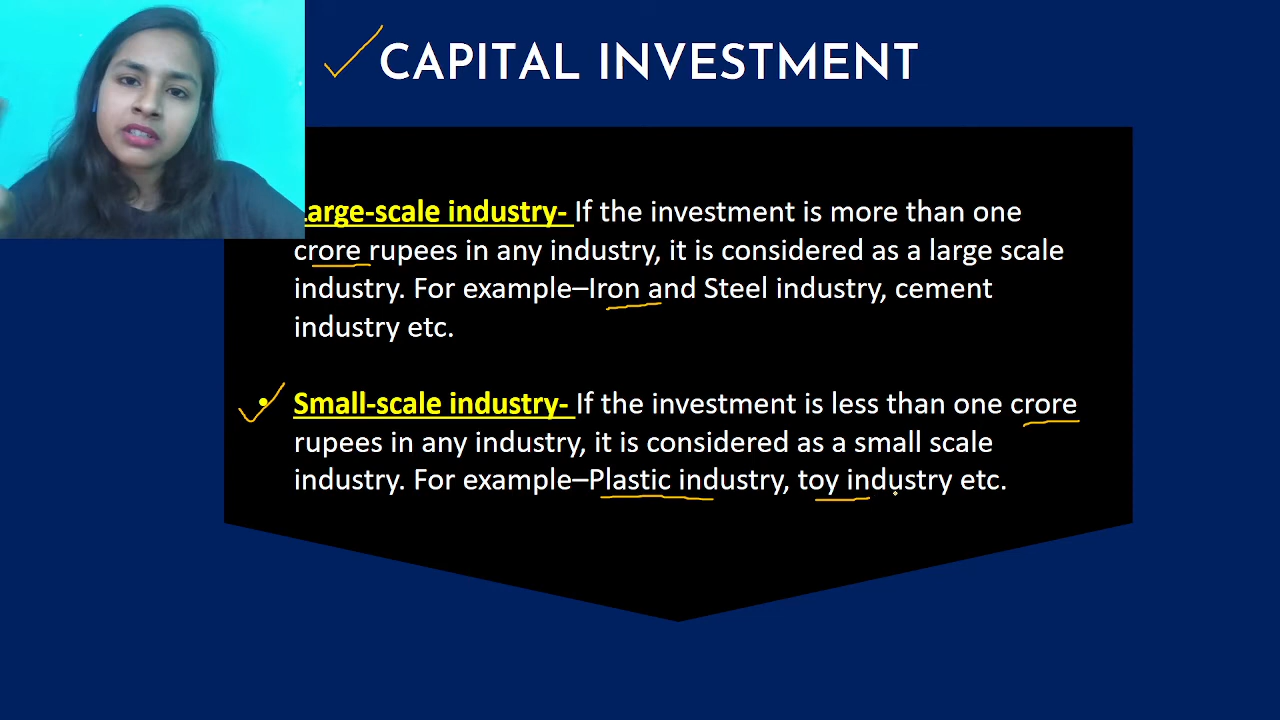 CAPITAL INVESTMENT
Large-scale industry- If the investment is more than one
crore rupees in any industry, it is considered as a large scale
industry. For example–Iron and Steel industry, cement
industry etc.
• Small-scale industry- If the investment is less than one crore
rupees in any industry, it is considered as a small scale
industry. For example–Plastic industry, toy industry etc.